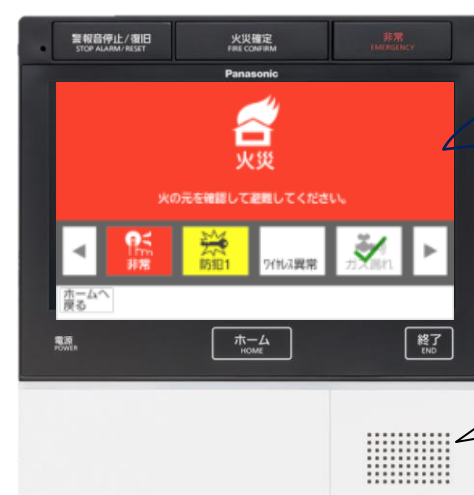 警報音停止/復旧
STOP ALARM/RESET
火災確定
FIRE CONFIRM
非常
EMERGENCY
Panasonic
火災
火の元を確認して避難してください。
非常
防犯1
ワイヤレス異常
ガス漏れ
ホームへ
戻る
電源
POWER
ホーム
HOME
終了
END